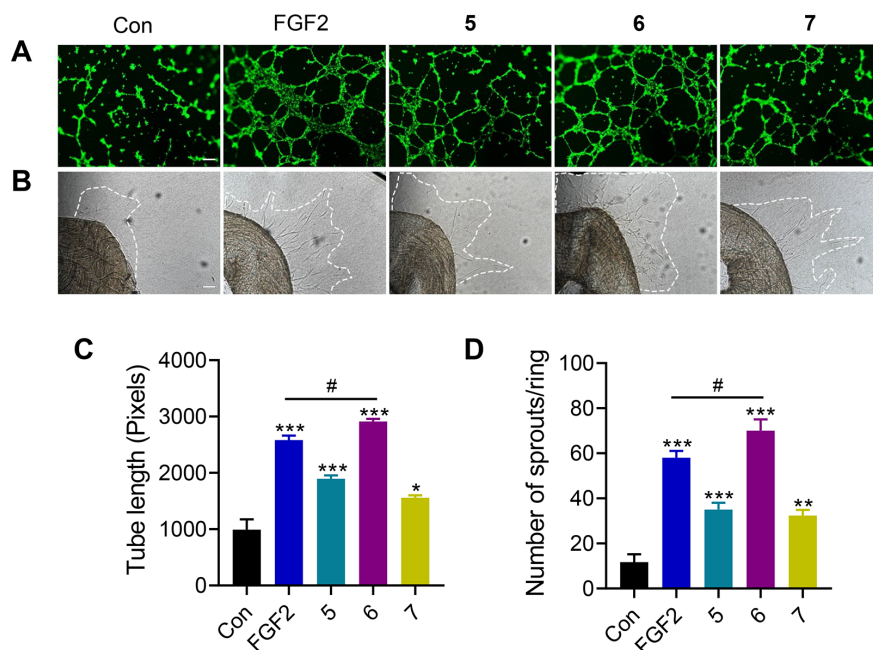 Con FGF2 5 6 7
A
B
C
Tube length (Pixels)
4000
3000
2000
1000
0
#
***
***
***
*
Con FGF2 5 6 7
D
Number of sprouts/ring
100
80
60
40
20
0
#
***
***
***
**
Con FGF2 5 6 7